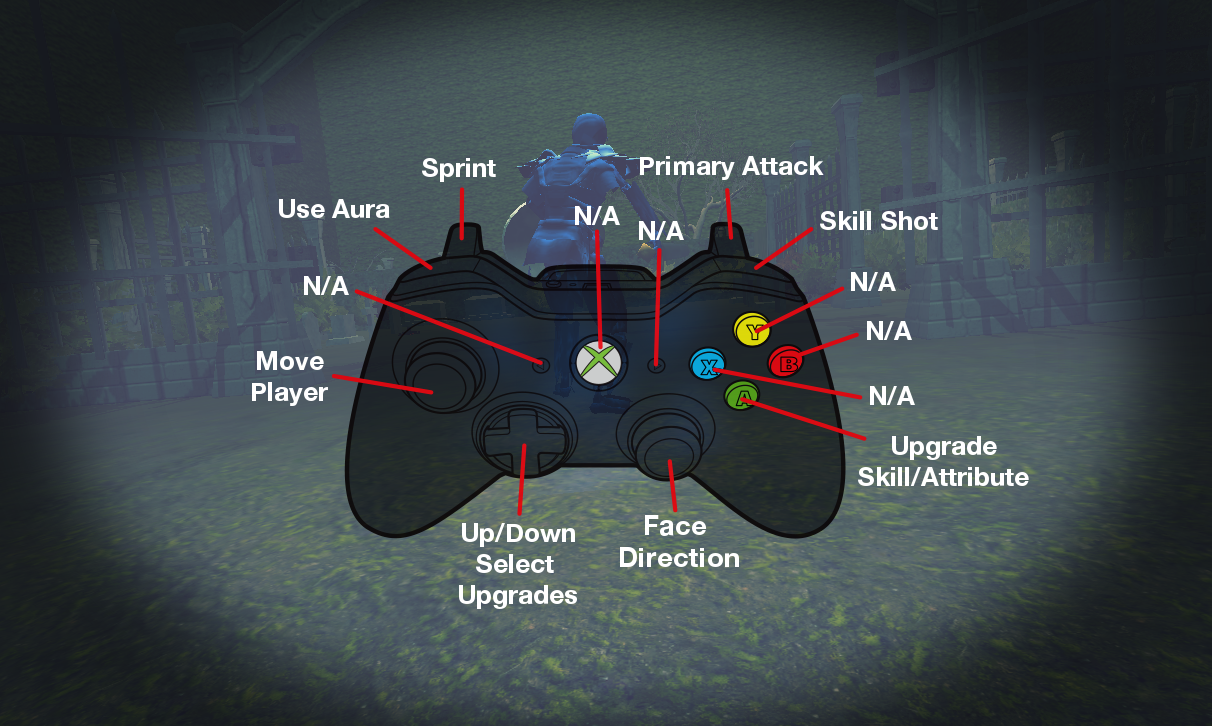 Sprint
Primary Attack
Use Aura
N/A
N/A
Skill Shot
N/A
N/A
Y
N/A
Move
Player
X
B
A
N/A
Upgrade
Skill/Attribute
Up/Down
Select
Upgrades
Face
Direction